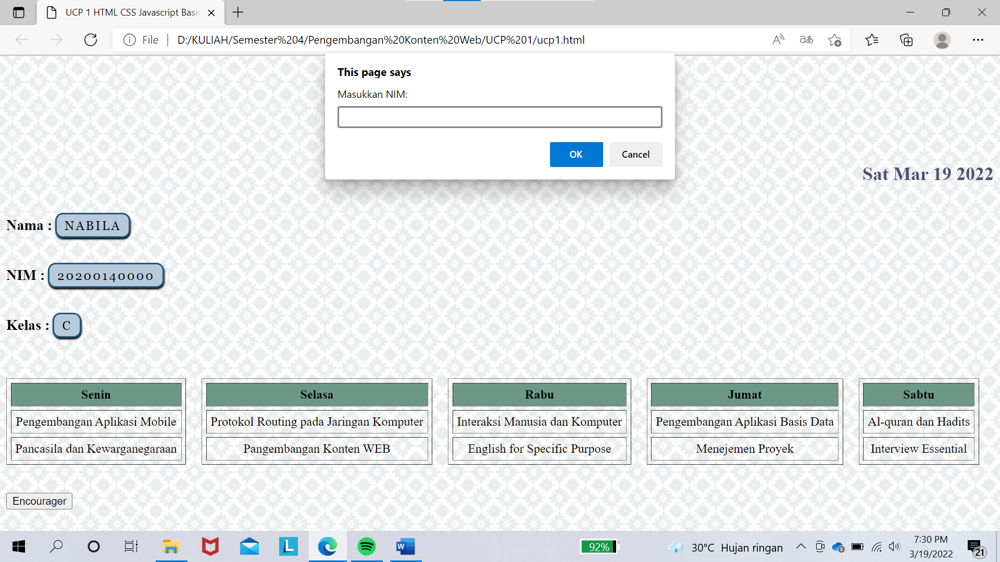 UCP 1 HTML CSS Javascript Basic
File | D:/KULIAH/Semester%204/Pengembangan%20Konten%20Web/UCP%201/ucp1.html
This page says
Masukkan NIM:
OK Cancel
Sat Mar 19 2022
Nama : NABILA
NIM : 20200140000
Kelas : C
Senin Selasa Rabu Jumat Sabtu
Pengembangan Aplikasi Mobile Protokol Routing pada Jaringan Komputer Interaksi Manusia dan Komputer Pengembangan Aplikasi Basis Data Al-quran dan Hadits
Pancasila dan Kewarganegaraan Pangembangan Konten WEB English for Specific Purpose Menejemen Proyek Interview Essential
Encourager
92% 30°C Hujan ringan 7:30 PM
3/19/2022 21